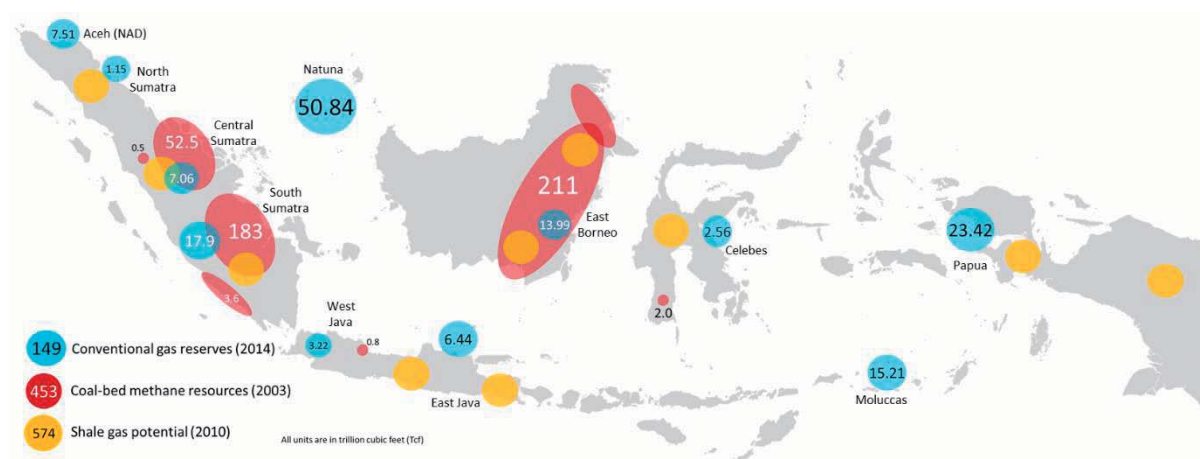 7.51
Aceh (NAD)
1.15
North
Sumatra
Natuna
50.84
Central
Sumatra
52.5
0.5
7.06
South
Sumatra
183
17.9
3.6
211
13.99
East
Borneo
2.56
Celebes
2.0
23.42
Papua
West
Java
3.22
0.8
6.44
East Java
15.21
Moluccas
149 Conventional gas reserves (2014)
453 Coal-bed methane resources (2003)
574 Shale gas potential (2010)
All units are in trillion cubic feet (Tcf)